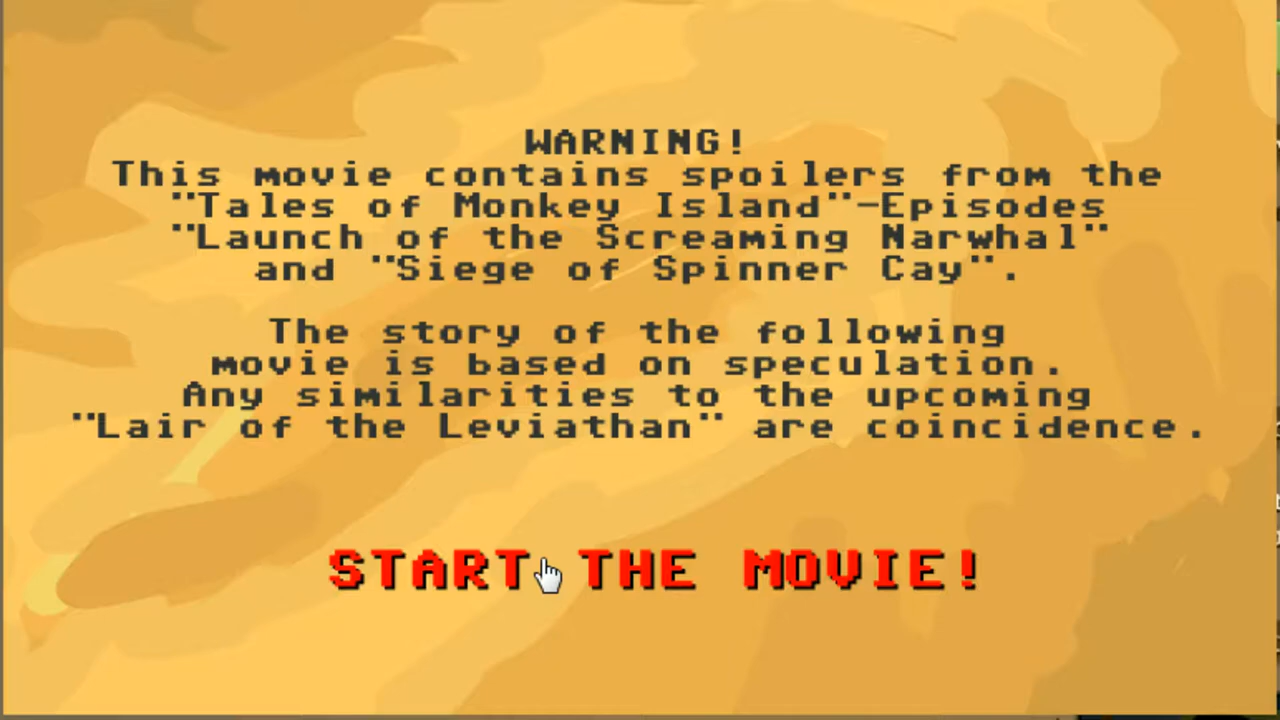 WARNING!
This movie contains spoilers from the
"Tales of Monkey Island"-Episodes
"Launch of the Screaming Narwhal"
and "Siege of Spinner Cay".
The story of the following
movie is based on speculation.
Any similarities to the upcoming
"Lair of the Leviathan" are coincidence.
START THE MOVIE!